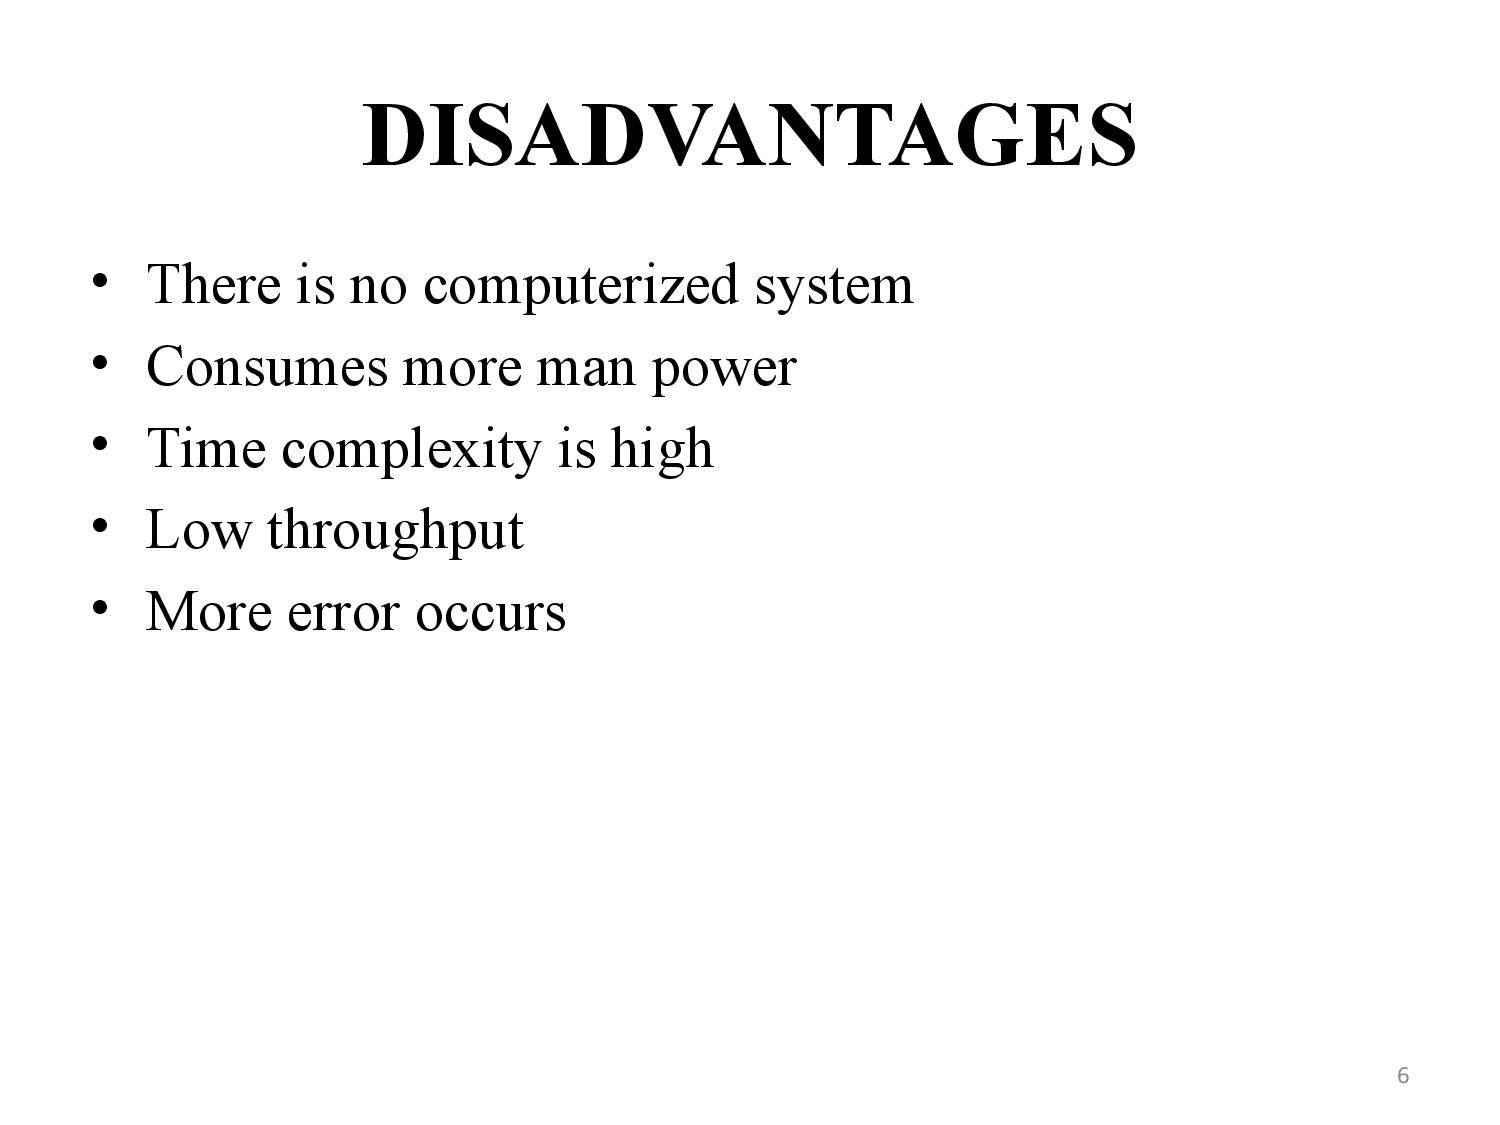 DISADVANTAGES
• There is no computerized system
• Consumes more man power
• Time complexity is high
• Low throughput
• More error occurs
6